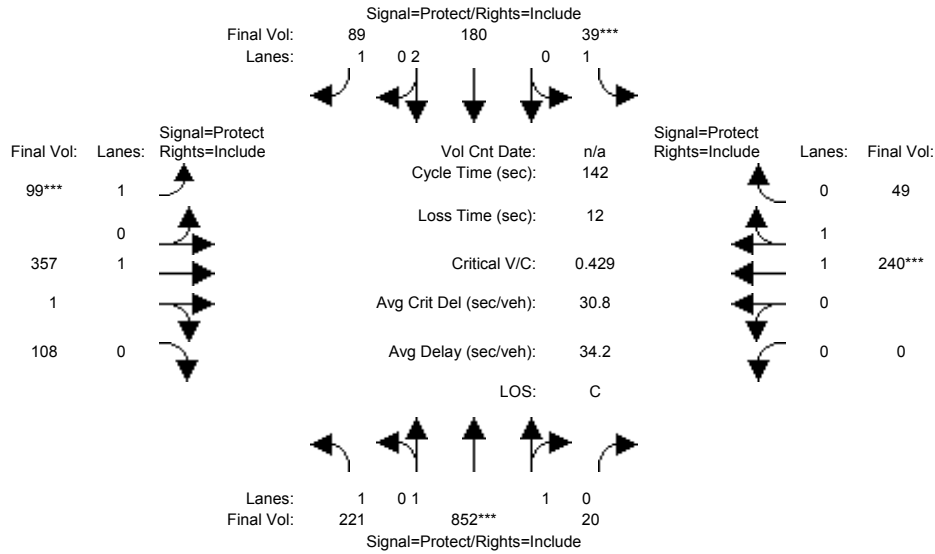 Signal=Protect/Rights=Include
Final Vol: 89 180 39***
Lanes: 1 0 2 0 1
Signal=Protect Signal=Protect
Final Vol: Lanes: Rights=Include Vol Cnt Date: n/a Rights=Include Lanes: Final Vol:
Cycle Time (sec): 142
99*** 1 0 49
Loss Time (sec): 12
0 1
357 1 Critical V/C: 0.429 1 240***
1 0 Avg Crit Del (sec/veh): 30.8 0
108 0 Avg Delay (sec/veh): 34.2 0 0
LOS: C
Lanes: 1 0 1 1 0
Final Vol: 221 852*** 20
Signal=Protect/Rights=Include